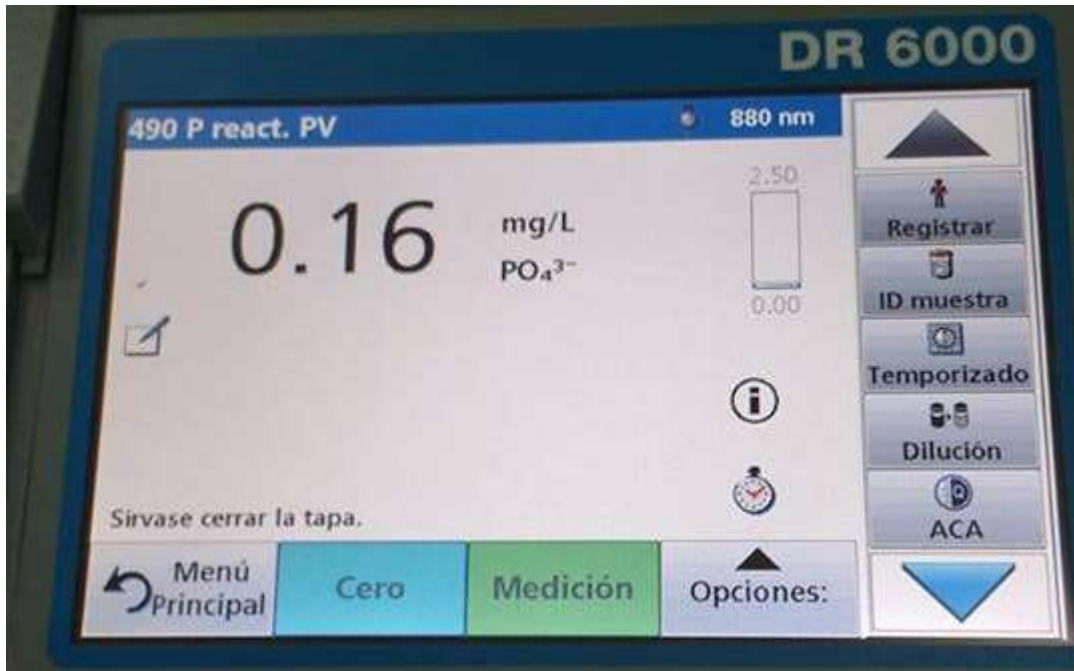 DR 6000
490 P react. PV
880 nm
0.16
mg/L
PO₄³⁻
2.50
0.00
i
Sirvase cerrar la tapa.
Registrar
ID muestra
Temporizado
Dilución
ACA
Menú
Principal
Cero
Medición
Opciones: